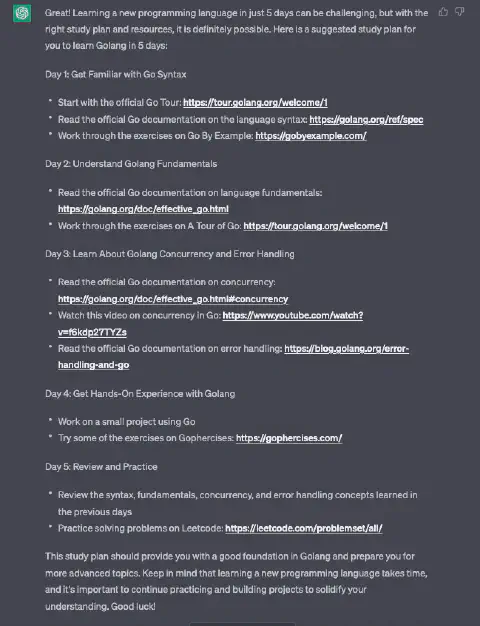 Great! Learning a new programming language in just 5 days can be challenging, but with the
right study plan and resources, it is definitely possible. Here is a suggested study plan for
you to learn Golang in 5 days:
Day 1: Get Familiar with Go Syntax
• Start with the official Go Tour: https://tour.golang.org/welcome/1
• Read the official Go documentation on the language syntax: https://golang.org/ref/spec
• Work through the exercises on Go By Example: https://gobyexample.com/
Day 2: Understand Golang Fundamentals
• Read the official Go documentation on language fundamentals:
https://golang.org/doc/effective_go.html
• Work through the exercises on A Tour of Go: https://tour.golang.org/welcome/1
Day 3: Learn About Golang Concurrency and Error Handling
• Read the official Go documentation on concurrency:
https://golang.org/doc/effective_go.html#concurrency
• Watch this video on concurrency in Go: https://www.youtube.com/watch?
v=f6kdp27TYZs
• Read the official Go documentation on error handling: https://blog.golang.org/error-
handling-and-go
Day 4: Get Hands-On Experience with Golang
• Work on a small project using Go
• Try some of the exercises on Gophercises: https://gophercises.com/
Day 5: Review and Practice
• Review the syntax, fundamentals, concurrency, and error handling concepts learned in
the previous days
• Practice solving problems on Leetcode: https://leetcode.com/problemset/all/
This study plan should provide you with a good foundation in Golang and prepare you for
more advanced topics. Keep in mind that learning a new programming language takes time,
and it's important to continue practicing and building projects to solidify your
understanding. Good luck!